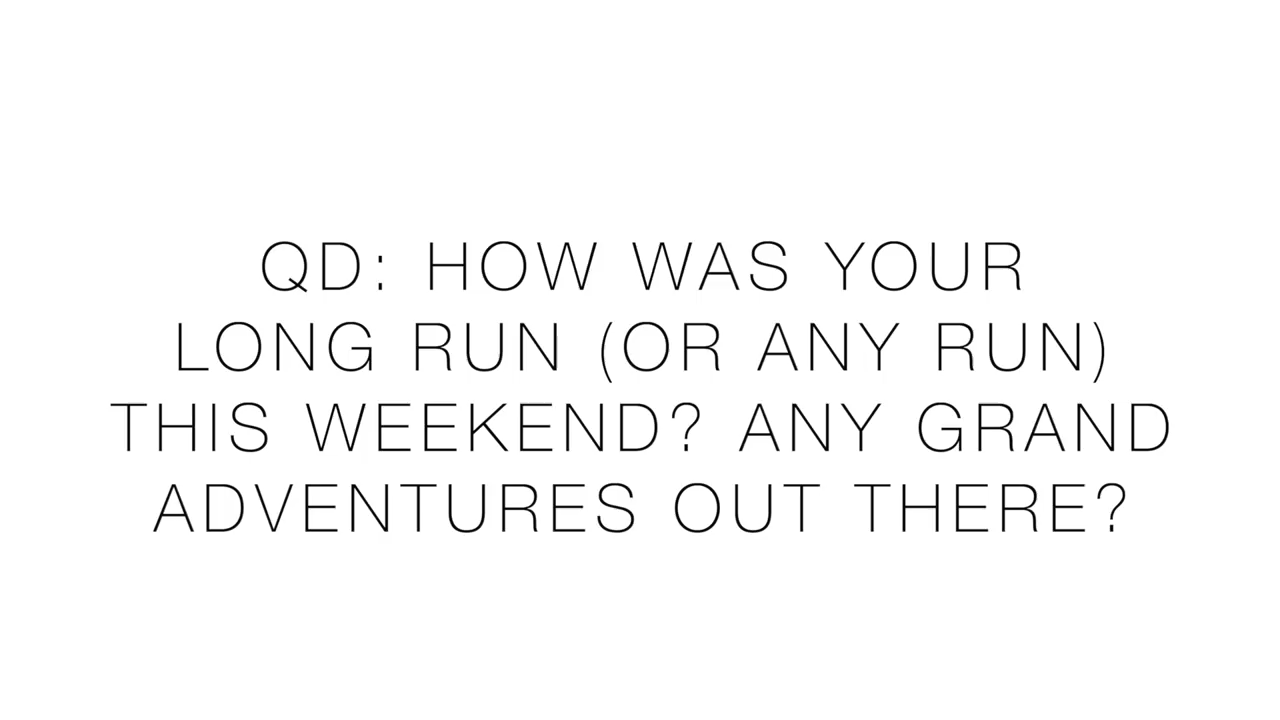 QD: HOW WAS YOUR
LONG RUN (OR ANY RUN)
THIS WEEKEND? ANY GRAND
ADVENTURES OUT THERE?